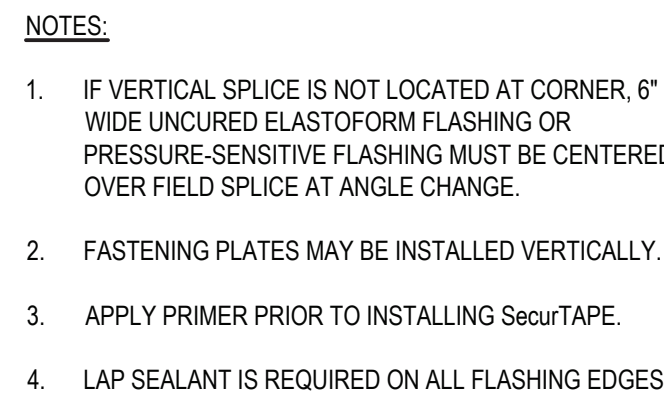 NOTES:
1. IF VERTICAL SPLICE IS NOT LOCATED AT CORNER, 6"
WIDE UNCURED ELASTOFORM FLASHING OR
PRESSURE-SENSITIVE FLASHING MUST BE CENTERED
OVER FIELD SPLICE AT ANGLE CHANGE.
2. FASTENING PLATES MAY BE INSTALLED VERTICALLY.
3. APPLY PRIMER PRIOR TO INSTALLING SecurTAPE.
4. LAP SEALANT IS REQUIRED ON ALL FLASHING EDGES